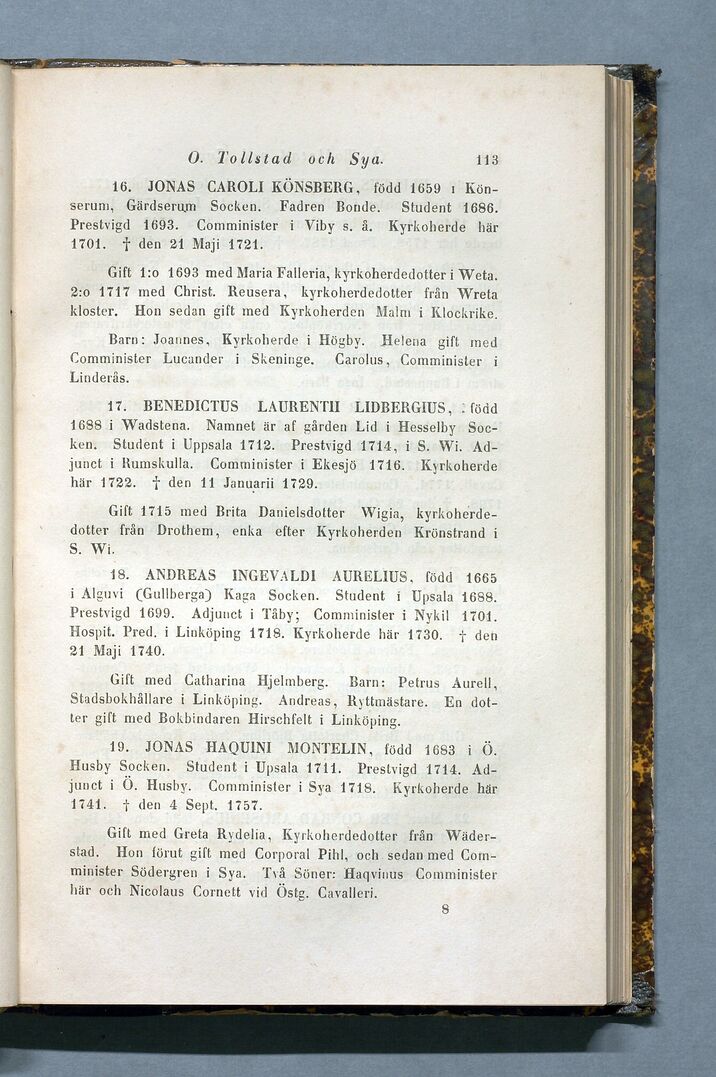 O. Tollstad och Sya. 113
16. JONAS CAROLI KÖNSBERG, född 1659 i Kön-
serum, Gärdserum Socken. Fadren Bonde. Student 1686.
Prestvigd 1693. Comminister i Viby s. å. Kyrkoherde här
1701. † den 21 Maji 1721.
Gift 1:o 1693 med Maria Falleria, kyrkoherdedotter i Weta.
2:o 1717 med Christ. Reusera, kyrkoherdedotter från Wreta
kloster. Hon sedan gift med Kyrkoherden Malm i Klockrike.
Barn: Joannes, Kyrkoherde i Högby. Helena gift med
Comminister Lucander i Skeninge. Carolus, Comminister i
Linderås.
17. BENEDICTUS LAURENTII LIDBERGIUS, född
1688 i Wadstena. Namnet är af gården Lid i Hesselby Soc-
ken. Student i Uppsala 1712. Prestvigd 1714, i S. Wi. Ad-
junct i Rumskulla. Comminister i Ekesjö 1716. Kyrkoherde
här 1722. † den 11 Januarii 1729.
Gift 1715 med Brita Danielsdotter Wigia, kyrkoherde-
dotter från Drothem, enka efter Kyrkoherden Krönstrand i
S. Wi.
18. ANDREAS INGEVALDI AURELIUS, född 1665
i Alguvi (Gullberga) Kaga Socken. Student i Upsala 1688.
Prestvigd 1699. Adjunct i Tåby; Comminister i Nykil 1701.
Hospit. Pred. i Linköping 1718. Kyrkoherde här 1730. † den
21 Maji 1740.
Gift med Catharina Hjelmberg. Barn: Petrus Aurell,
Stadsbokhållare i Linköping. Andreas, Ryttmästare. En dot-
ter gift med Bokbindaren Hirschfelt i Linköping.
19. JONAS HAQUINI MONTELIN, född 1683 i Ö.
Husby Socken. Student i Upsala 1711. Prestvigd 1714. Ad-
junct i Ö. Husby. Comminister i Sya 1718. Kyrkoherde här
1741. † den 4 Sept. 1757.
Gift med Greta Rydelia, Kyrkoherdedotter från Wäder-
stad. Hon förut gift med Corporal Pihl, och sedan med Com-
minister Södergren i Sya. Två Söner: Haqvinus Comminister
här och Nicolaus Cornett vid Östg. Cavalleri.
8